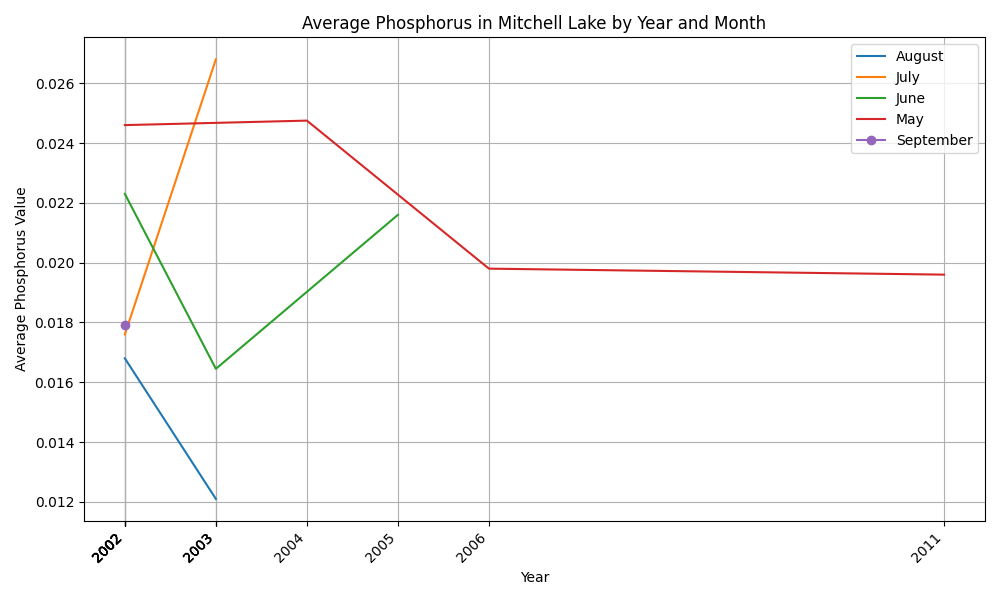 Average Phosphorus in Mitchell Lake by Year and Month
August
July
June
May
September
Average Phosphorus Value
0.026
0.024
0.022
0.020
0.018
0.016
0.014
0.012
2002
2003
2004
2005
2006
2011
Year